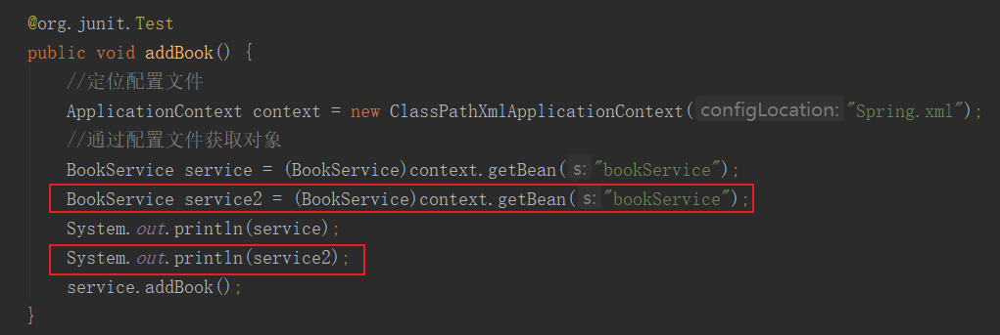 @org.junit.Test
public void addBook() {
//定位配置文件
ApplicationContext context = new ClassPathXmlApplicationContext( configLocation: "Spring.xml");
//通过配置文件获取对象
BookService service = (BookService)context.getBean( s: "bookService");
BookService service2 = (BookService)context.getBean( s: "bookService");
System.out.println(service);
System.out.println(service2);
service.addBook();
}